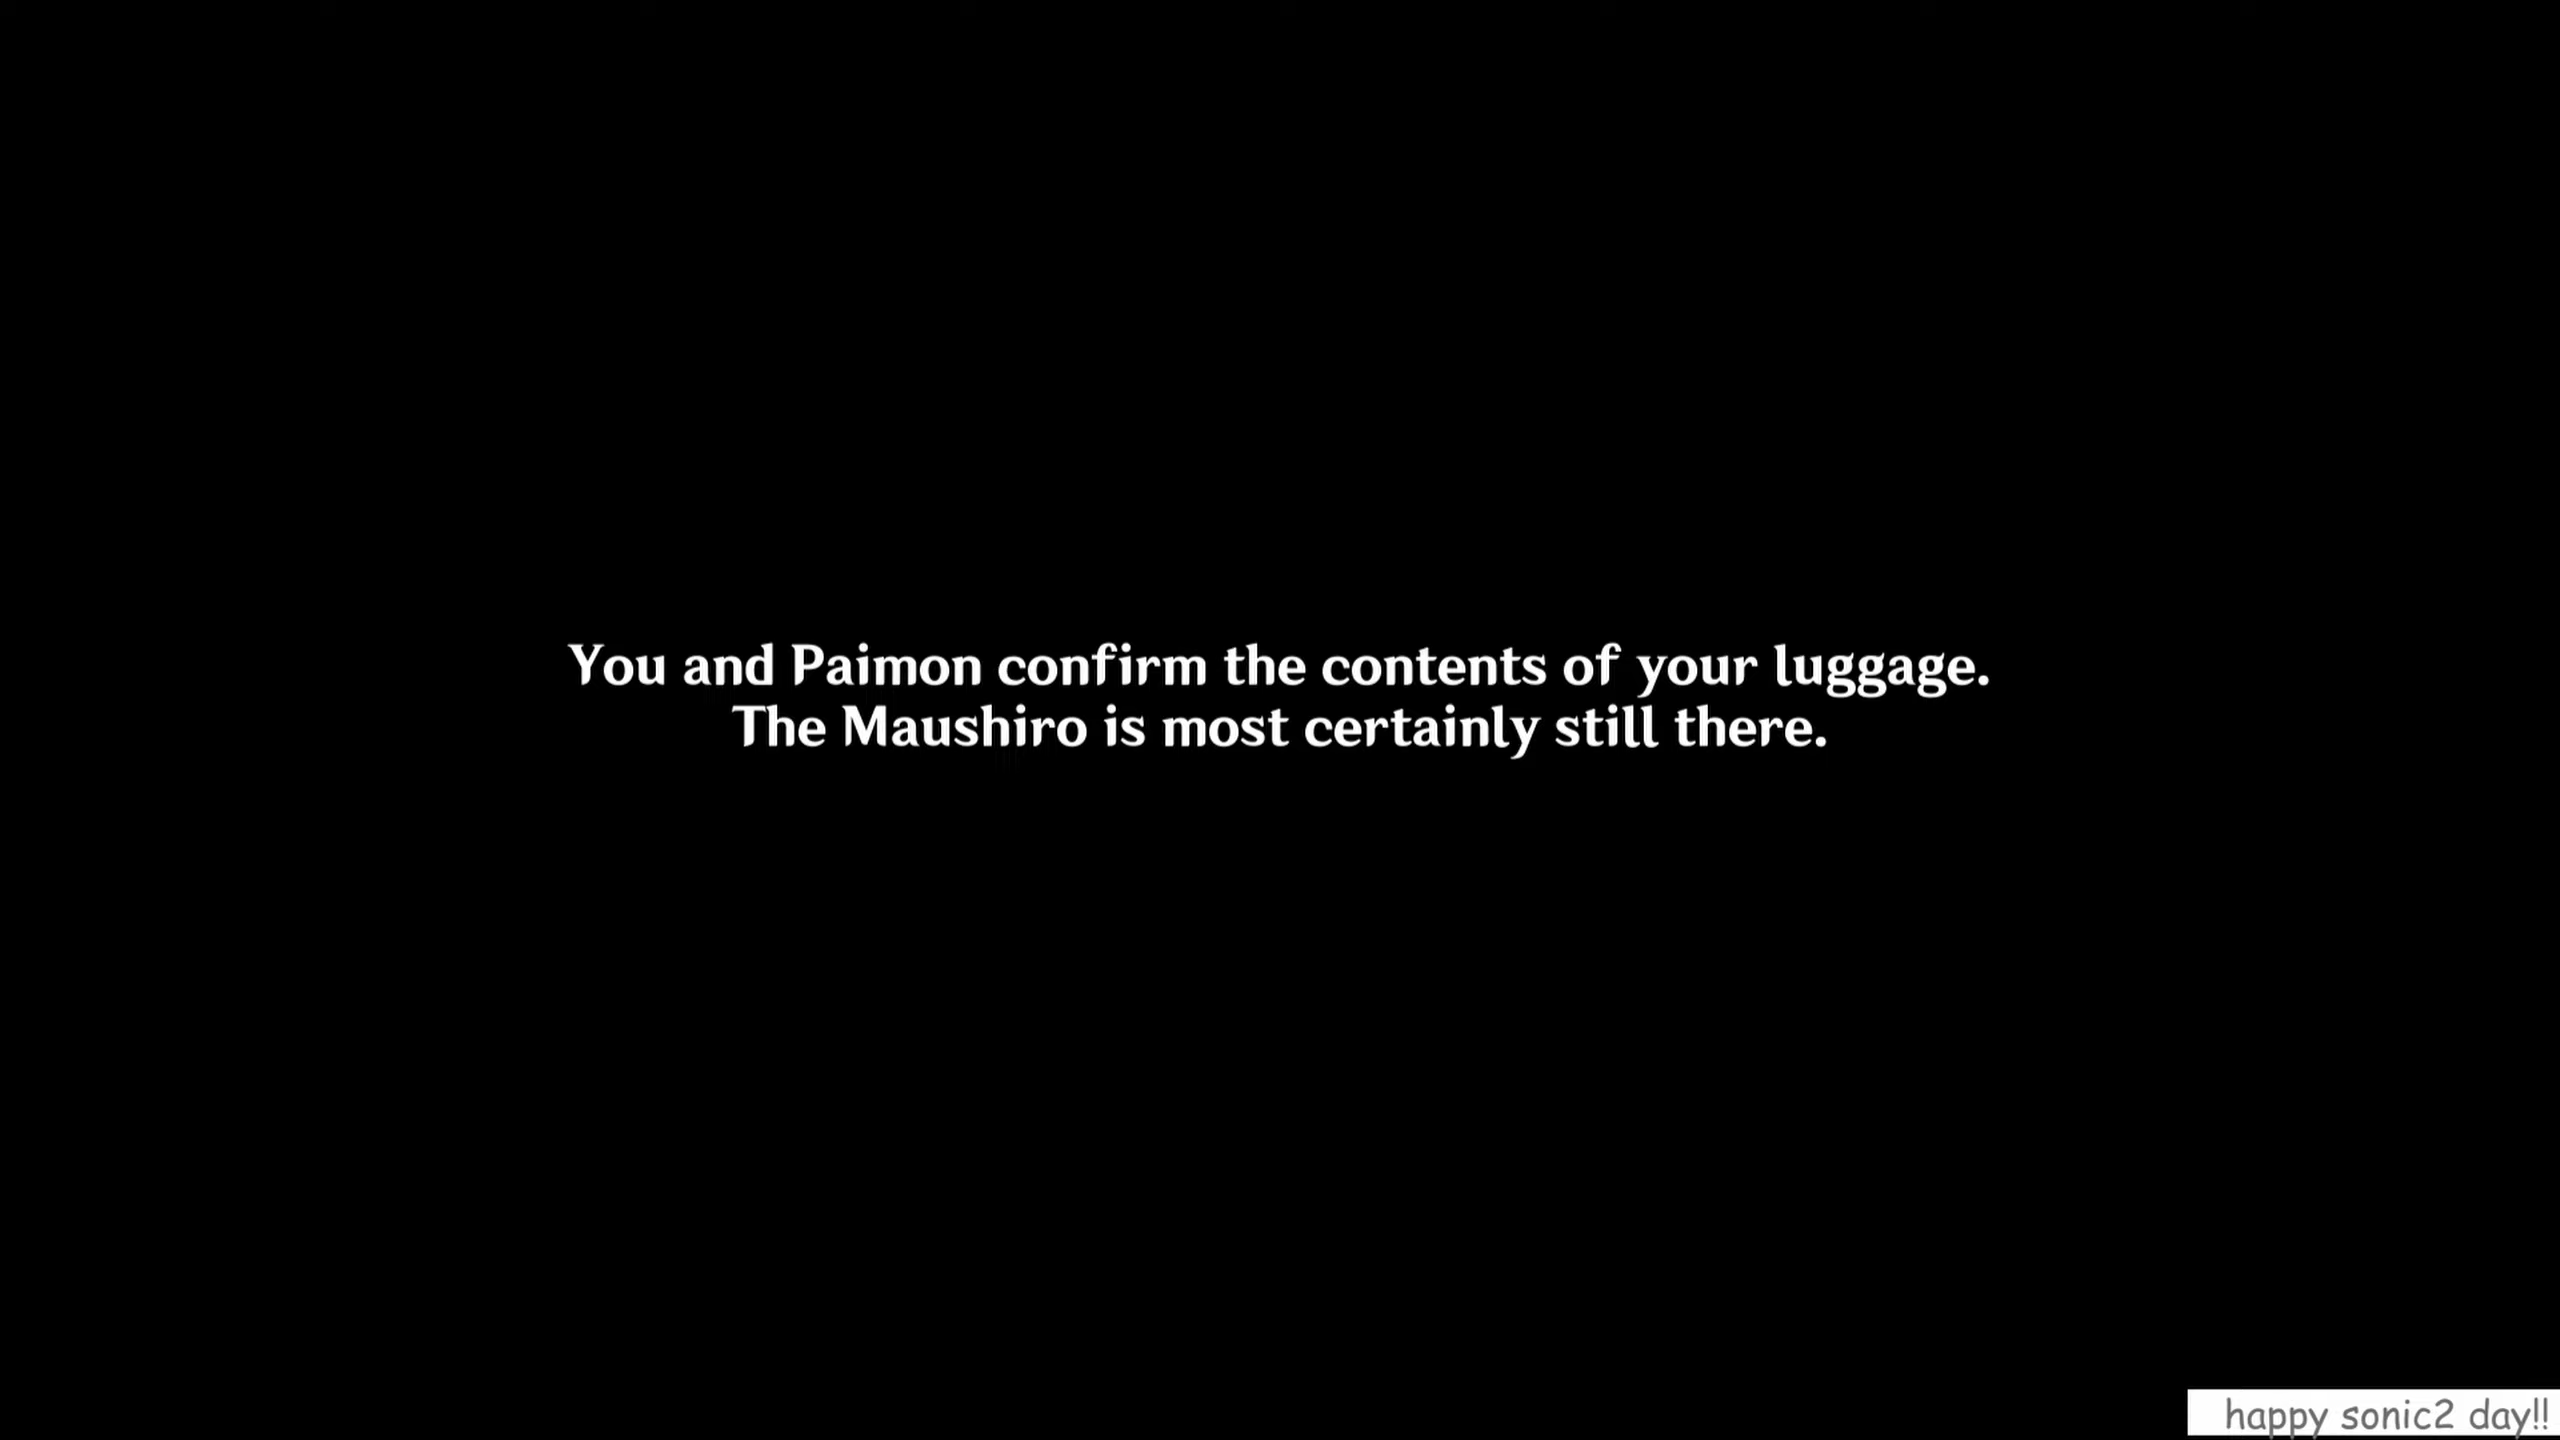 You and Paimon confirm the contents of your luggage.
The Maushiro is most certainly still there.
happy sonic2 day!!